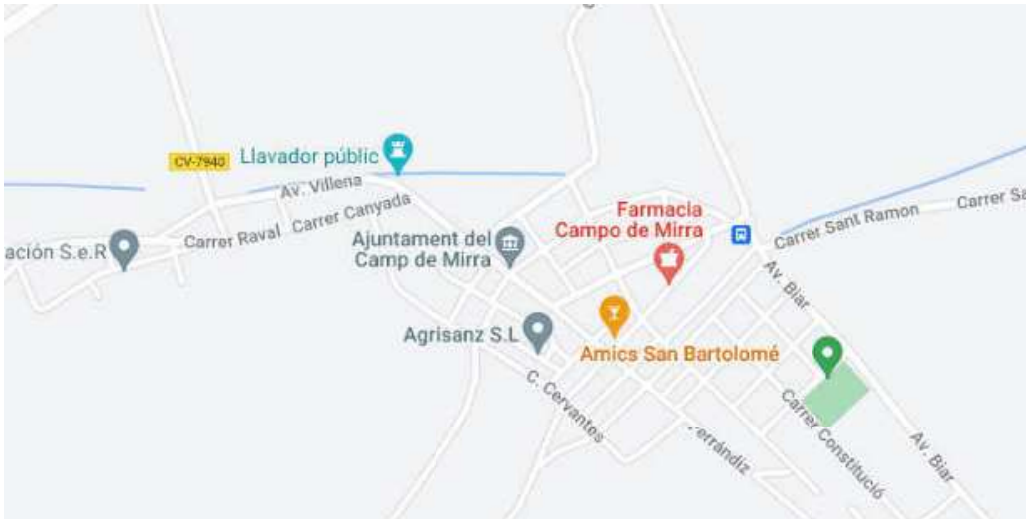 CV-7940
Llavador públic
Av. Villena
Carrer Canyada
Carrer Raval
ación S.e.R
Ajuntament del
Camp de Mirra
Farmacia
Campo de Mirra
Carrer Sant Ramon
Carrer Sa
Av. Biar
Agrisanz S.L
Amics San Bartolomé
C. Cervantes
errándiz
Carrer Constitució
Av. Biar